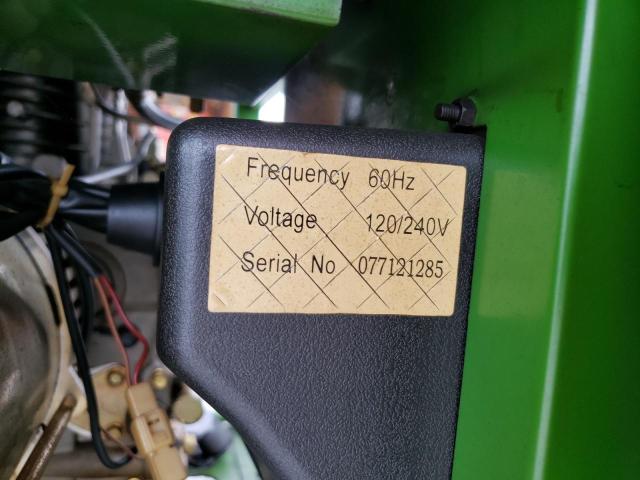 Frequency 60Hz
Voltage 120/240V
Serial No 077121285